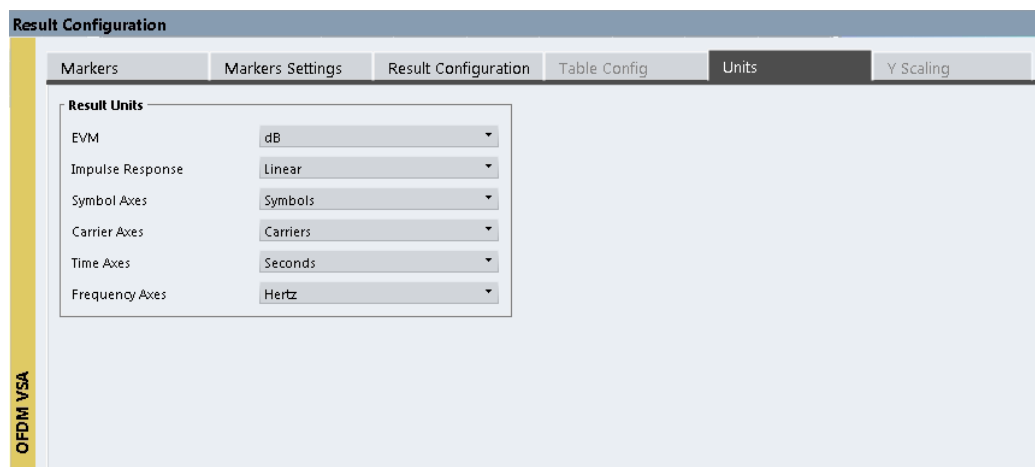 Result Configuration
Markers Markers Settings Result Configuration Table Config Units Y Scaling
Result Units
EVM dB
Impulse Response Linear
Symbol Axes Symbols
Carrier Axes Carriers
Time Axes Seconds
Frequency Axes Hertz
OFDM VSA